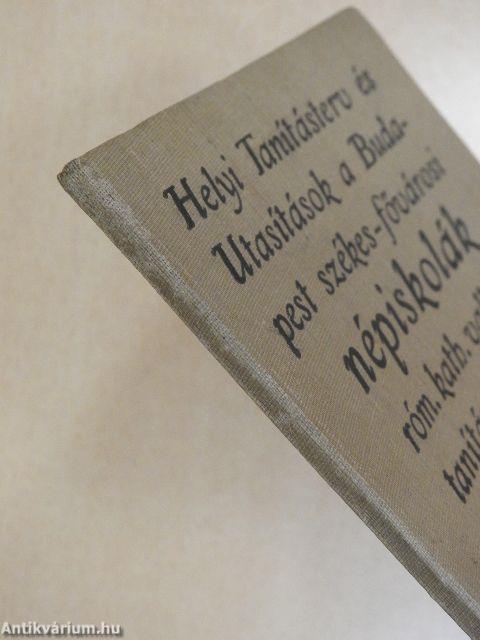 Helyi Tanításterv és
Utasítások a Buda-
pest székes-fővárosi
népiskolák
róm. kath.
Antikvárium.hu